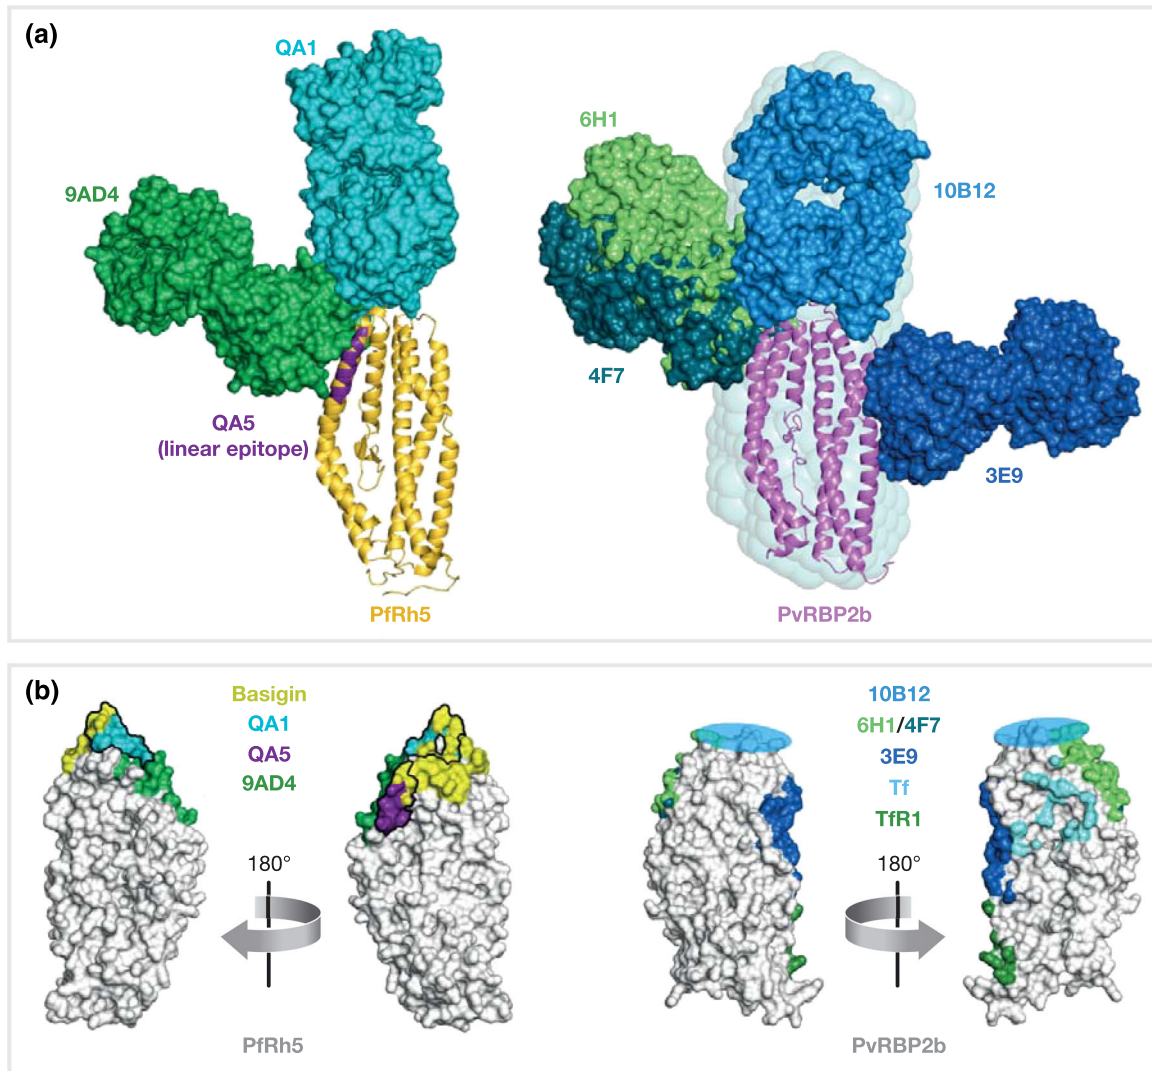 (a)
QA1
9AD4
QA5
(linear epitope)
PfRh5
6H1
10B12
4F7
3E9
PvRBP2b
(b)
Basigin
QA1
QA5
9AD4
180°
PfRh5
10B12
6H1/4F7
3E9
Tf
TfR1
180°
PvRBP2b